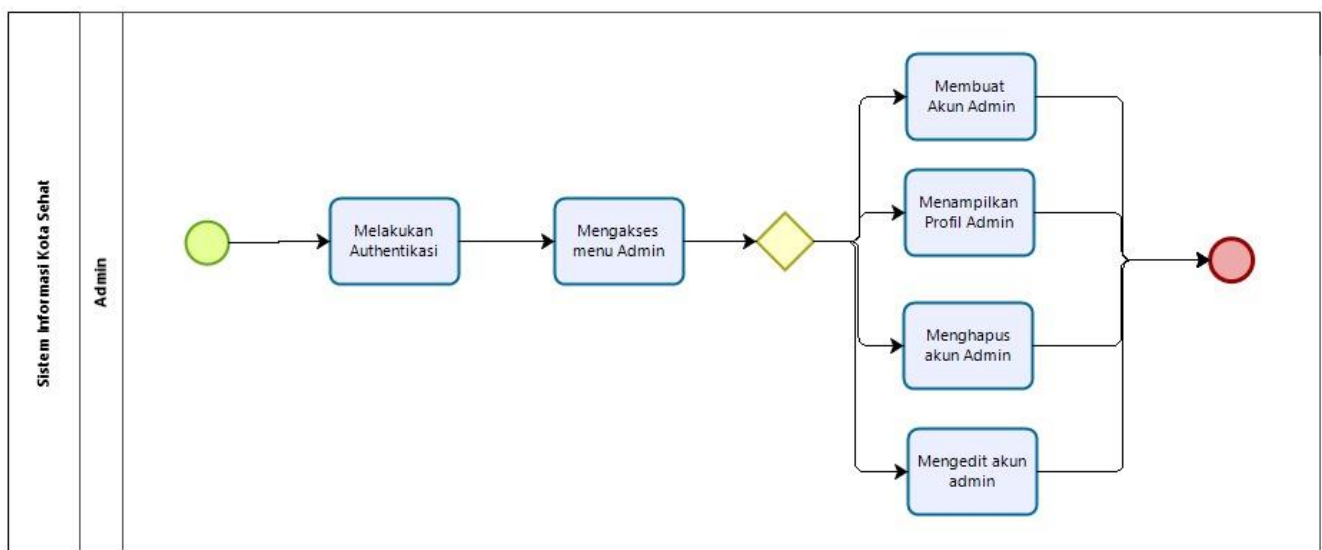 Sistem Informasi Kota Sehat
Admin
Melakukan
Authentikasi
Mengakses
menu Admin
Membuat
Akun Admin
Menampilkan
Profil Admin
Menghapus
akun Admin
Mengedit akun
admin